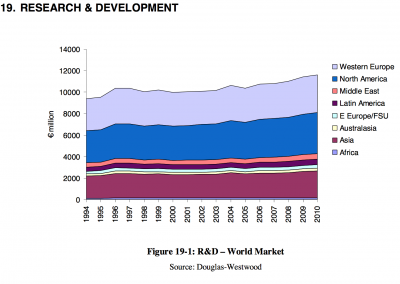 19. RESEARCH & DEVELOPMENT
14000
12000
10000
8000
6000
4000
2000
0
€ million
1994
1995
1996
1997
1998
1999
2000
2001
2002
2003
2004
2005
2006
2007
2008
2009
2010
Western Europe
North America
Middle East
Latin America
E Europe/FSU
Australasia
Asia
Africa
Figure 19-1: R&D – World Market
Source: Douglas-Westwood